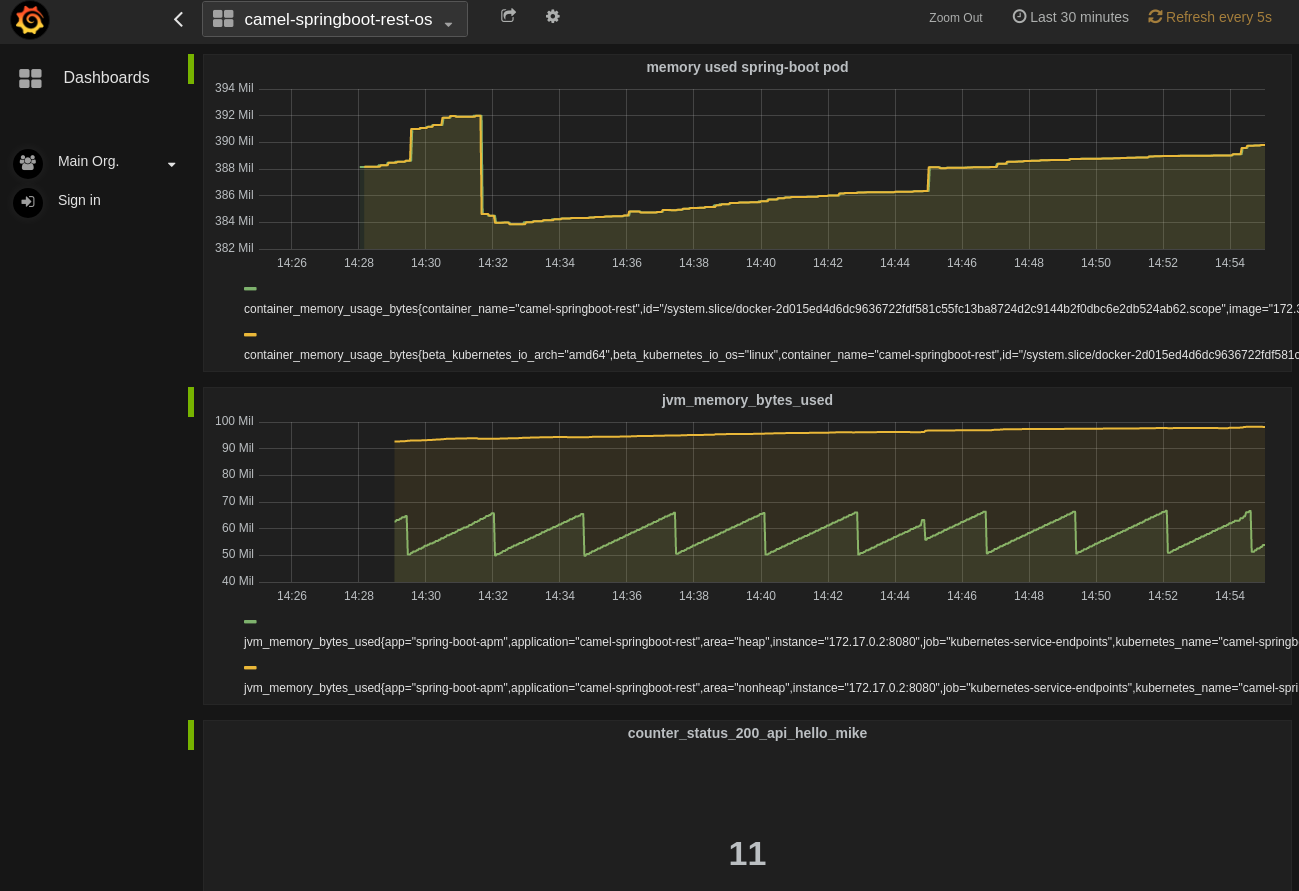 camel-springboot-rest-os
Zoom Out
Last 30 minutes
Refresh every 5s
Dashboards
Main Org.
Sign in
memory used spring-boot pod
394 Mil
392 Mil
390 Mil
388 Mil
386 Mil
384 Mil
382 Mil
14:26 14:28 14:30 14:32 14:34 14:36 14:38 14:40 14:42 14:44 14:46 14:48 14:50 14:52 14:54
container_memory_usage_bytes{container_name="camel-springboot-rest",id="/system.slice/docker-2d015ed4d6dc9636722fdf581c55fc13ba8724d2c9144b2f0dbc6e2db524ab62.scope",image="172.3
container_memory_usage_bytes{beta_kubernetes_io_arch="amd64",beta_kubernetes_io_os="linux",container_name="camel-springboot-rest",id="/system.slice/docker-2d015ed4d6dc9636722fdf581c
jvm_memory_bytes_used
100 Mil
90 Mil
80 Mil
70 Mil
60 Mil
50 Mil
40 Mil
14:26 14:28 14:30 14:32 14:34 14:36 14:38 14:40 14:42 14:44 14:46 14:48 14:50 14:52 14:54
jvm_memory_bytes_used{app="spring-boot-apm",application="camel-springboot-rest",area="heap",instance="172.17.0.2:8080",job="kubernetes-service-endpoints",kubernetes_name="camel-springb
jvm_memory_bytes_used{app="spring-boot-apm",application="camel-springboot-rest",area="nonheap",instance="172.17.0.2:8080",job="kubernetes-service-endpoints",kubernetes_name="camel-spri
counter_status_200_api_hello_mike
11